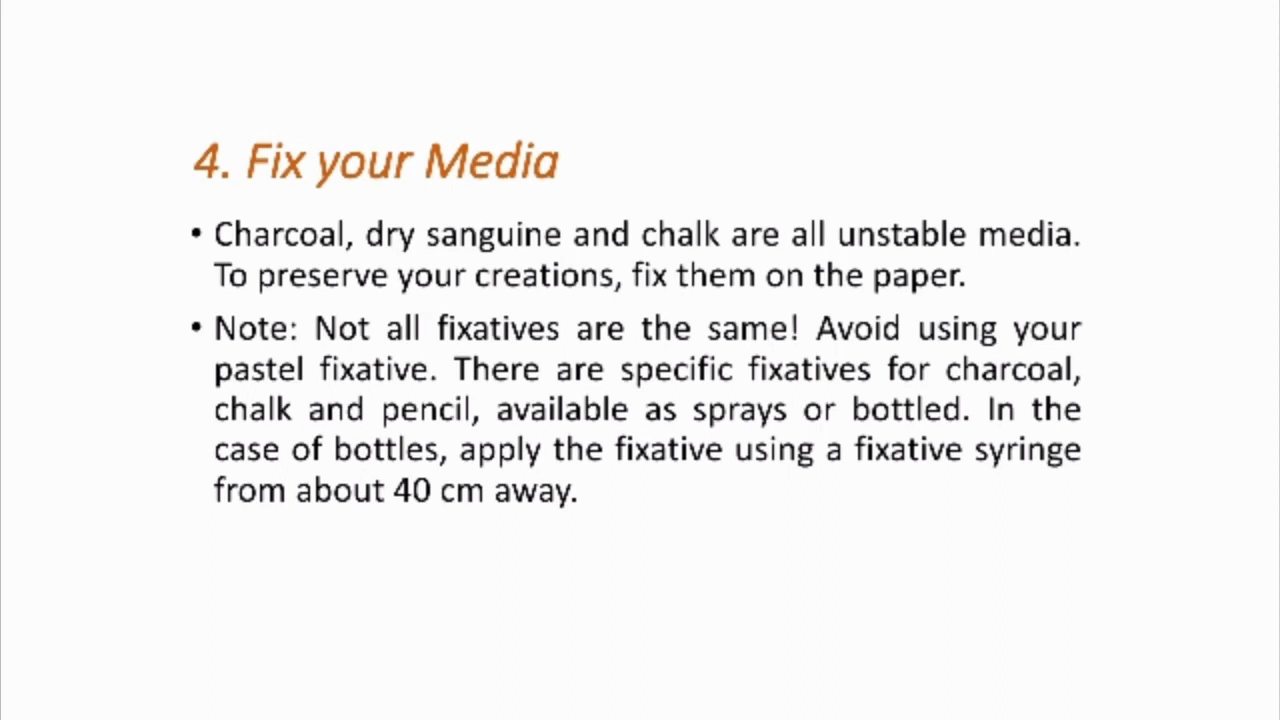 4. Fix your Media
• Charcoal, dry sanguine and chalk are all unstable media.
To preserve your creations, fix them on the paper.
• Note: Not all fixatives are the same! Avoid using your
pastel fixative. There are specific fixatives for charcoal,
chalk and pencil, available as sprays or bottled. In the
case of bottles, apply the fixative using a fixative syringe
from about 40 cm away.